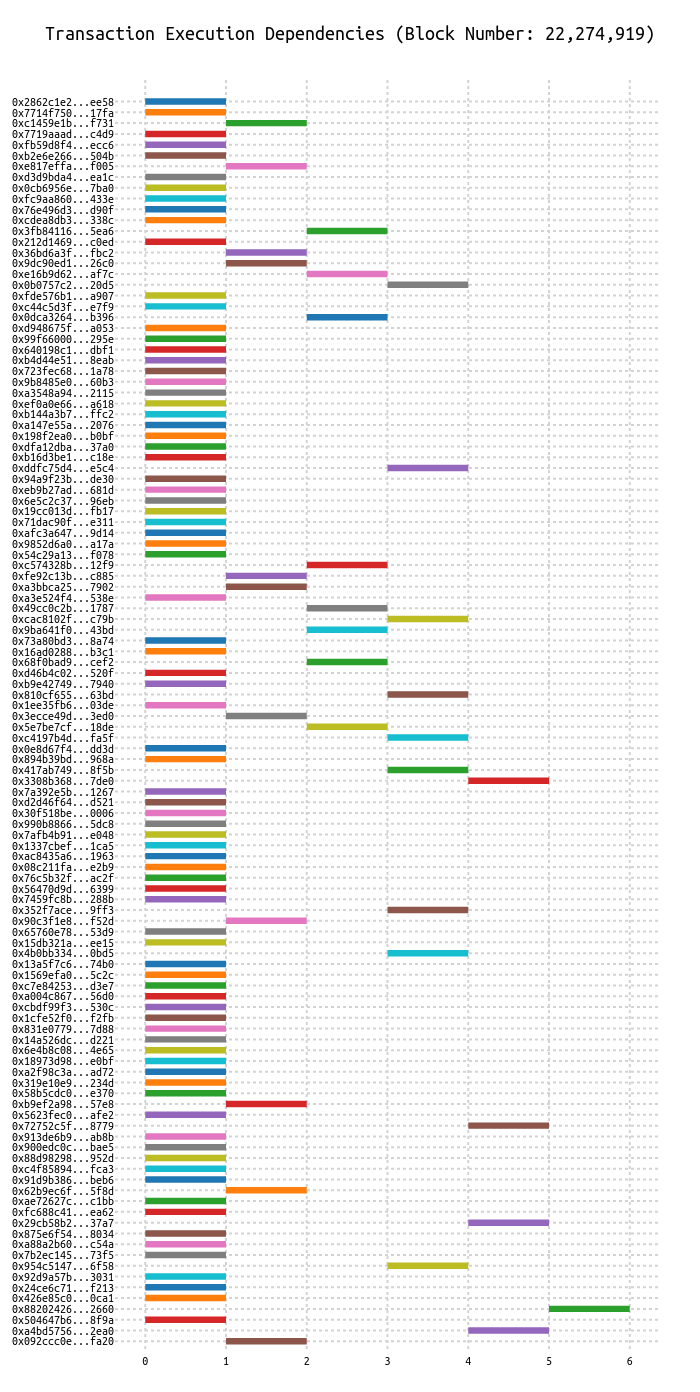 Transaction Execution Dependencies (Block Number: 22,274,919)
0x2862c1e2...ee58
0x7714f750...17fa
0xc1459e1b...f731
0x7719aaad...c4d9
0xfb59d8f4...ecc6
0xb2e6e266...504b
0xe817effa...f005
0xd3d9bda4...ea1c
0x0cb6956e...7ba0
0xfc9aa860...433e
0x76e496d3...d90f
0xcdea8db3...338c
0x3fb84116...5ea6
0x212d1469...c0ed
0x36bd6a3f...fbc2
0x9dc90ed1...26c0
0xe16b9d62...af7c
0x0b0757c2...20d5
0xfde576b1...a907
0xc44c5d3f...e7f9
0x0dca3264...b396
0xd948675f...a053
0x99f66000...295e
0x640198c1...dbf1
0xb4d44e51...8eab
0x723fec68...1a78
0x9b8485e0...60b3
0xa3548a94...2115
0xef0a0e66...a618
0xb144a3b7...ffc2
0xa147e55a...2076
0x198f2ea0...b0bf
0xdfa12dba...37a0
0xb16d3be1...c18e
0xddfc75d4...e5c4
0x94a9f23b...de30
0xeb9b27ad...681d
0x6e5c2c37...96eb
0x19cc013d...fb17
0x71dac90f...e311
0xafc3a647...9d14
0x9852d6a0...a17a
0x54c29a13...f078
0xc574328b...12f9
0xfe92c13b...c885
0xa3bbca25...7902
0xa3e524f4...538e
0x49cc0c2b...1787
0xcac8102f...c79b
0x9ba641f0...43bd
0x73a80bd3...8a74
0x16ad0288...b3c1
0x68f0bad9...cef2
0xd46b4c02...520f
0xb9e42749...7940
0x810cf655...63bd
0x1ee35fb6...03de
0x3ecce49d...3ed0
0x5e7be7cf...18de
0xc4197b4d...fa5f
0x0e8d67f4...dd3d
0x894b39bd...968a
0x417ab749...8f5b
0x3308b368...7de0
0x7a392e5b...1267
0xd2d46f64...d521
0x30f518be...0006
0x990b8866...5dc8
0x7afb4b91...e048
0x1337cbef...1ca5
0xac8435a6...1963
0x08c211fa...e2b9
0x76c5b32f...ac2f
0x56470d9d...6399
0x7459fc8b...288b
0x352f7ace...9ff3
0x90c3f1e8...f52d
0x65760e78...53d9
0x15db321a...ee15
0x4b0bb334...0bd5
0x13a5f7c6...74b0
0x1569efa0...5c2c
0xc7e84253...d3e7
0xa004c867...56d0
0xcbdf99f3...530c
0x1cfe52f0...f2fb
0x831e0779...7d88
0x14a526dc...d221
0x6e4b8c08...4e65
0x18973d98...e0bf
0xa2f98c3a...ad72
0x319e10e9...234d
0x58b5cdc0...e370
0xb9ef2a98...57e8
0x5623fec0...afe2
0x72752c5f...8779
0x913de6b9...ab8b
0x900edc0c...bae5
0x88d98298...952d
0xc4f85894...fca3
0x91d9b386...beb6
0x62b9ec6f...5f8d
0xae72627c...c1bb
0xfc688c41...ea62
0x29cb58b2...37a7
0x875e6f54...8034
0xa88a2b60...c54a
0x7b2ec145...73f5
0x954c5147...6f58
0x92d9a57b...3031
0x24ce6c71...f213
0x426e85c0...0ca1
0x88202426...2660
0x504647b6...8f9a
0xa4bd5756...2ea0
0x092ccc0e...fa20
0 1 2 3 4 5 6